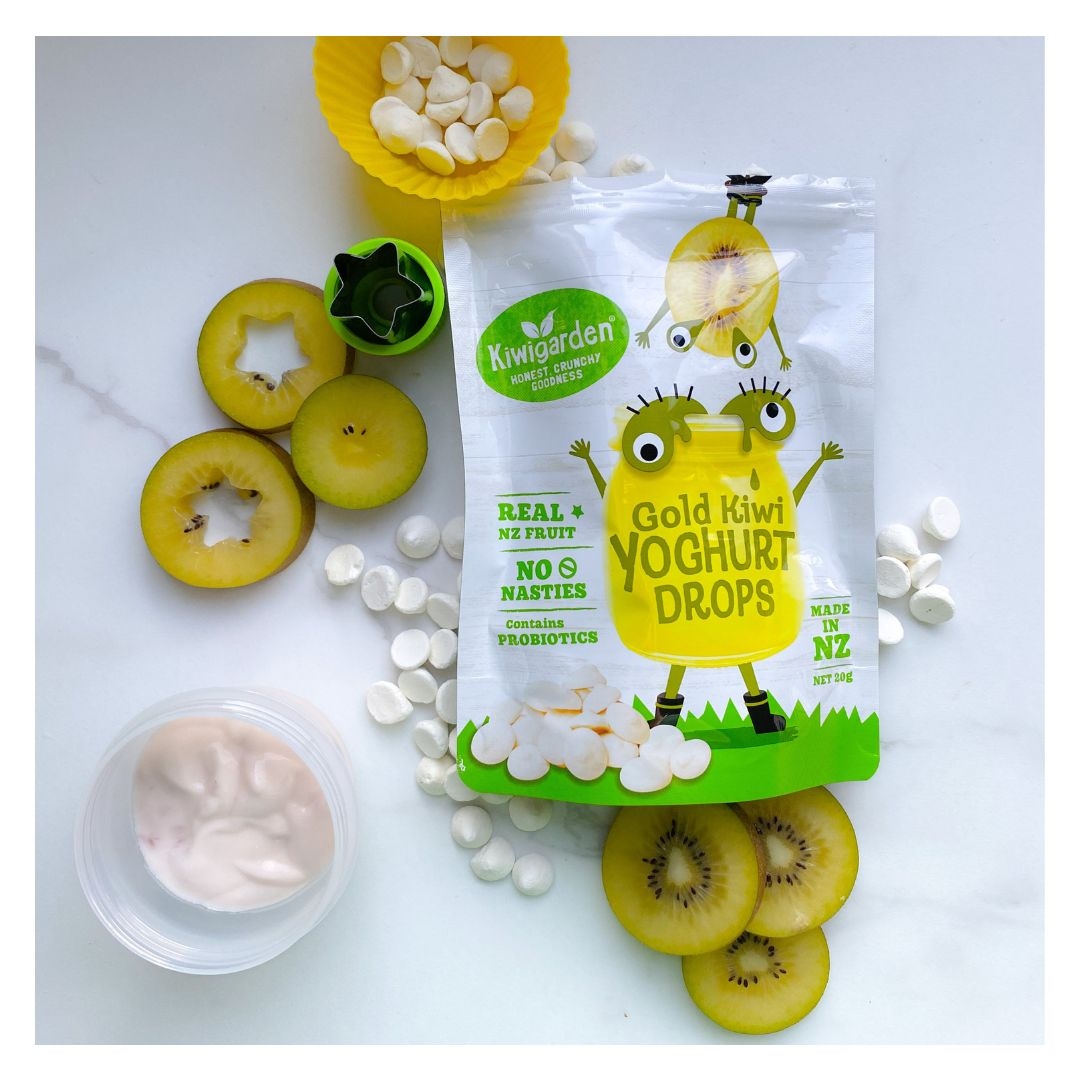 Kiwigarden®
HONEST, CRUNCHY
GOODNESS
Gold Kiwi
YOGHURT
DROPS
REAL
NZ FRUIT
NO
NASTIES
Contains
PROBIOTICS
MADE
IN
NZ
NET 20g